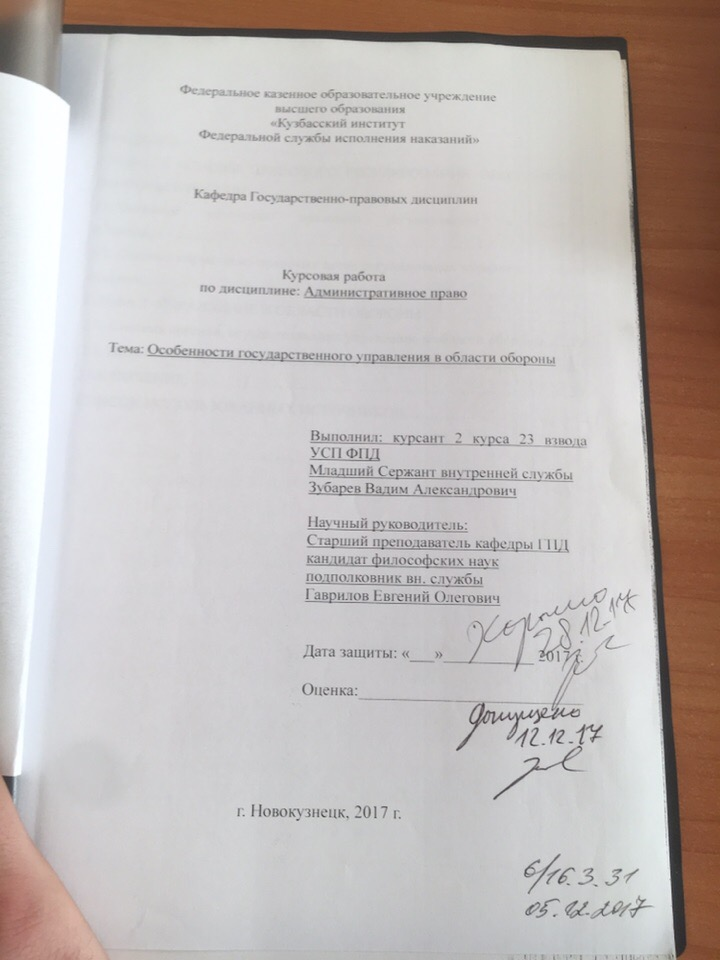 Федеральное казенное образовательное учреждение
высшего образования
«Кузбасский институт
Федеральной службы исполнения наказаний»
Кафедра Государственно-правовых дисциплин
Курсовая работа
по дисциплине: Административное право
Тема: Особенности государственного управления в области обороны
Выполнил: курсант 2 курса 23 взвода
УСП ФПД
Младший Сержант внутренней службы
Зубарев Вадим Александрович
Научный руководитель:
Старший преподаватель кафедры ГПД
кандидат философских наук
подполковник вн. службы
Гаврилов Евгений Олегович
Хорошо
28.12.17
Дата защиты: «___»__________ 2017 г.
Оценка:_________________________
допущено
12.12.17
г. Новокузнецк, 2017 г.
6/16.3.31
05.12.2017